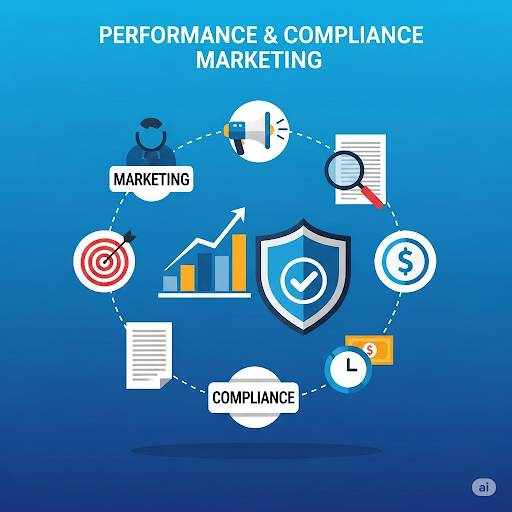 PERFORMANCE & COMPLIANCE
MARKETING
MARKETING
$
$
COMPLIANCE
ai